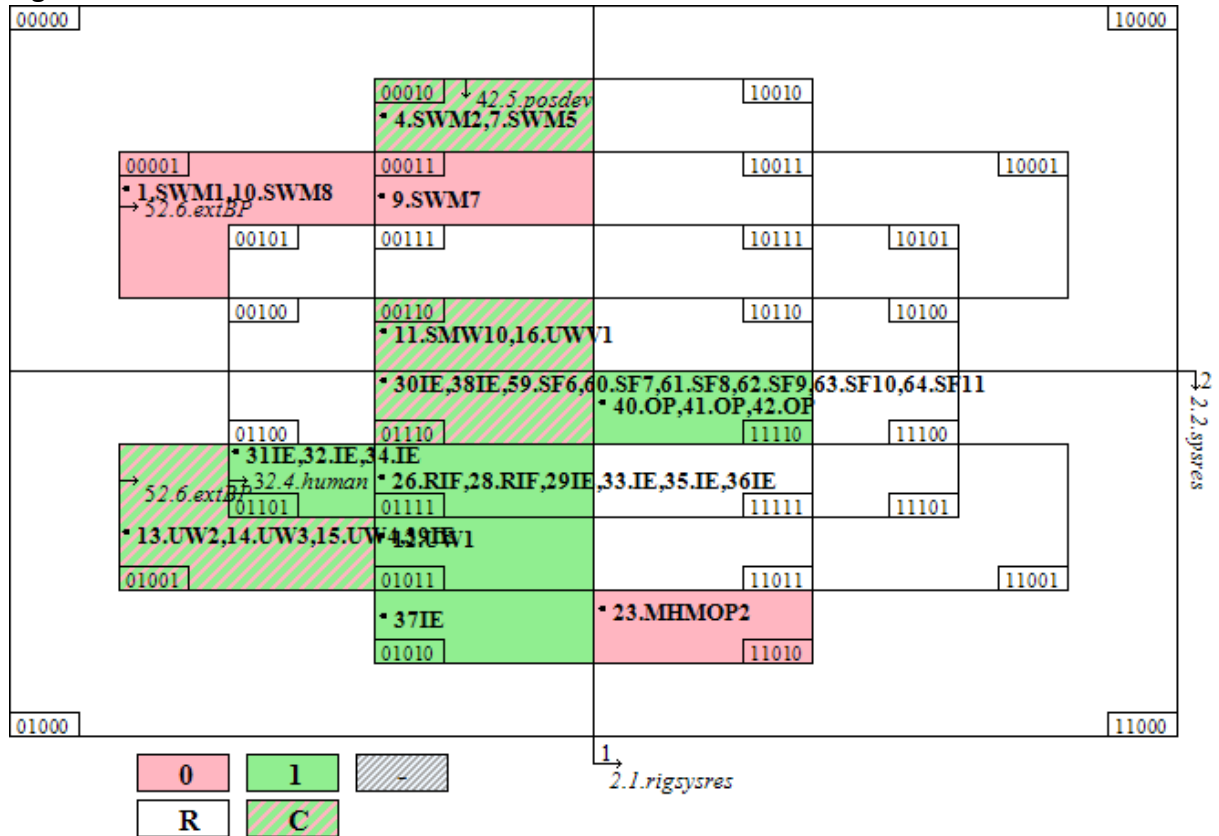 00000 10000
00010 42.5.posdev 10010
4.SWM2,7.SWM5
00001 00011 10011 10001
1.SWM1,10.SWM8 9.SWM7
52.6.extBP
00101 00111 10111 10101
00100 00110 10110 10100
11.SMW10,16.UWV1
30IE,38IE,59.SF6,60.SF7,61.SF8,62.SF9,63.SF10,64.SF11 2
40.OP,41.OP,42.OP
2.2.spsres
01100 01110 11110 11100
31IE,32.IE,34.IE
52.6.extBP 32.4.human 26.RIF,28.RIF,29IE,33.IE,35.IE,36IE
01101 01111 11111 11101
13.UW2,14.UW3,15.UW4,39IE 12.UW1
01001 01011 11011 11001
37IE 23.MHMOP2
01010 11010
01000 11000
1
2.1.rigsysres
0 1 -
R C